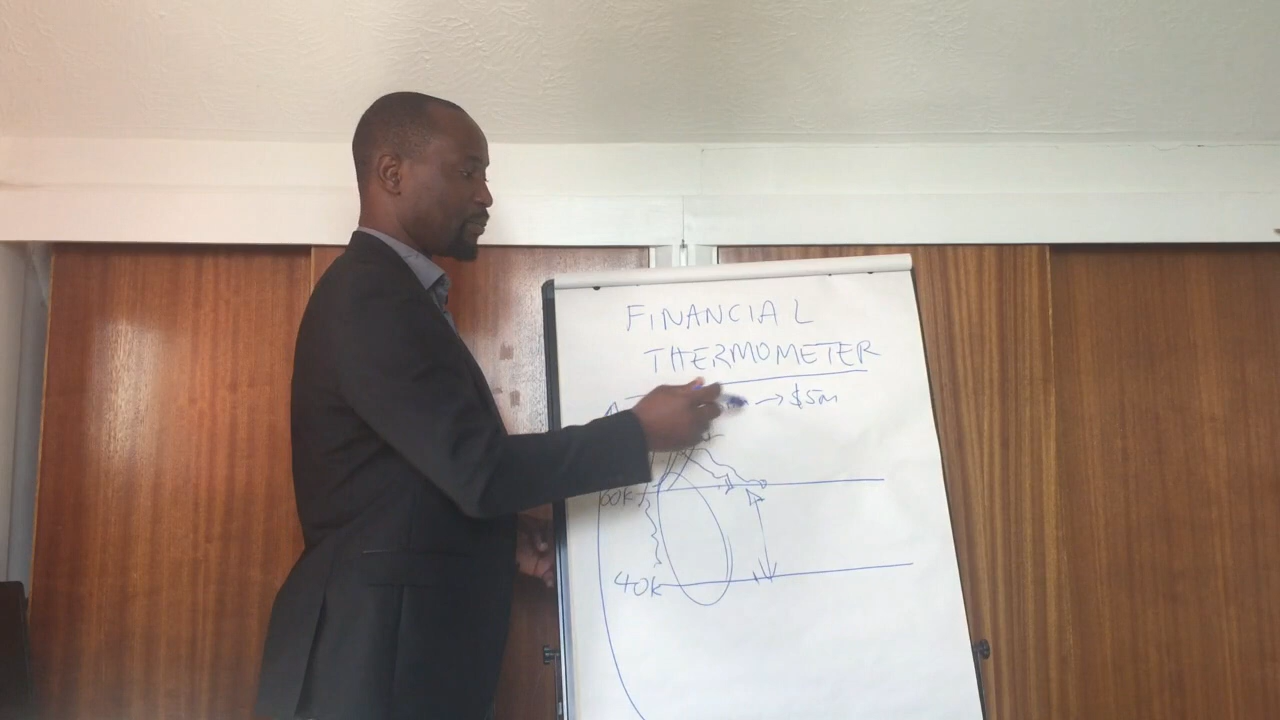 FINANCIAL
THERMOMETER
→ $5m
60K
40K